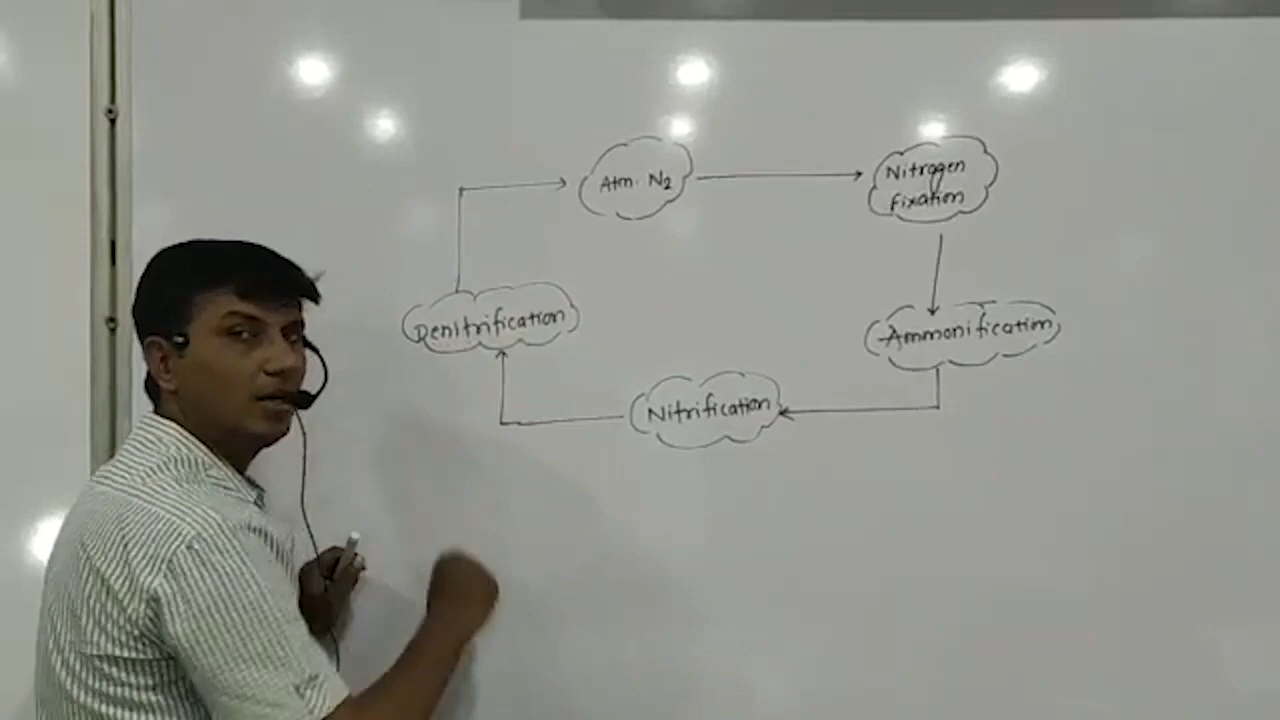 Atm. N2
Nitrogen
fixation
Ammonification
Nitrification
Denitrification